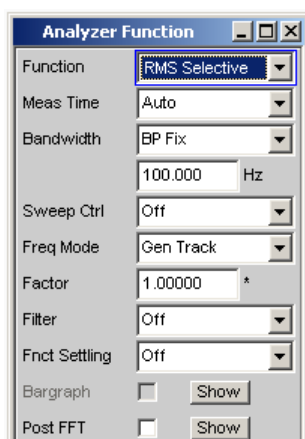 Analyzer Function
Function RMS Selective
Meas Time Auto
Bandwidth BP Fix
100.000 Hz
Sweep Ctrl Off
Freq Mode Gen Track
Factor 1.00000 *
Filter Off
Fnct Settling Off
Bargraph Show
Post FFT Show